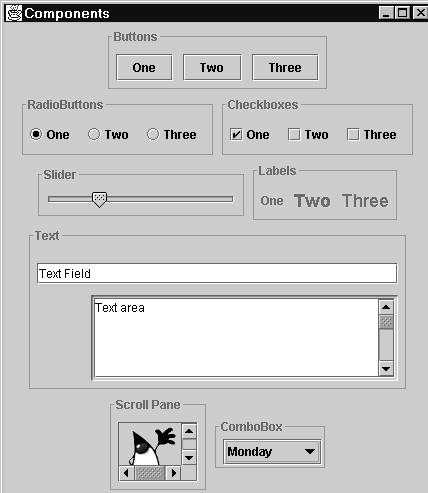 Components
Buttons
One Two Three
RadioButtons Checkboxes
One Two Three One Two Three
Slider Labels
One Two Three
Text
Text Field
Text area
Scroll Pane
ComboBox
Monday